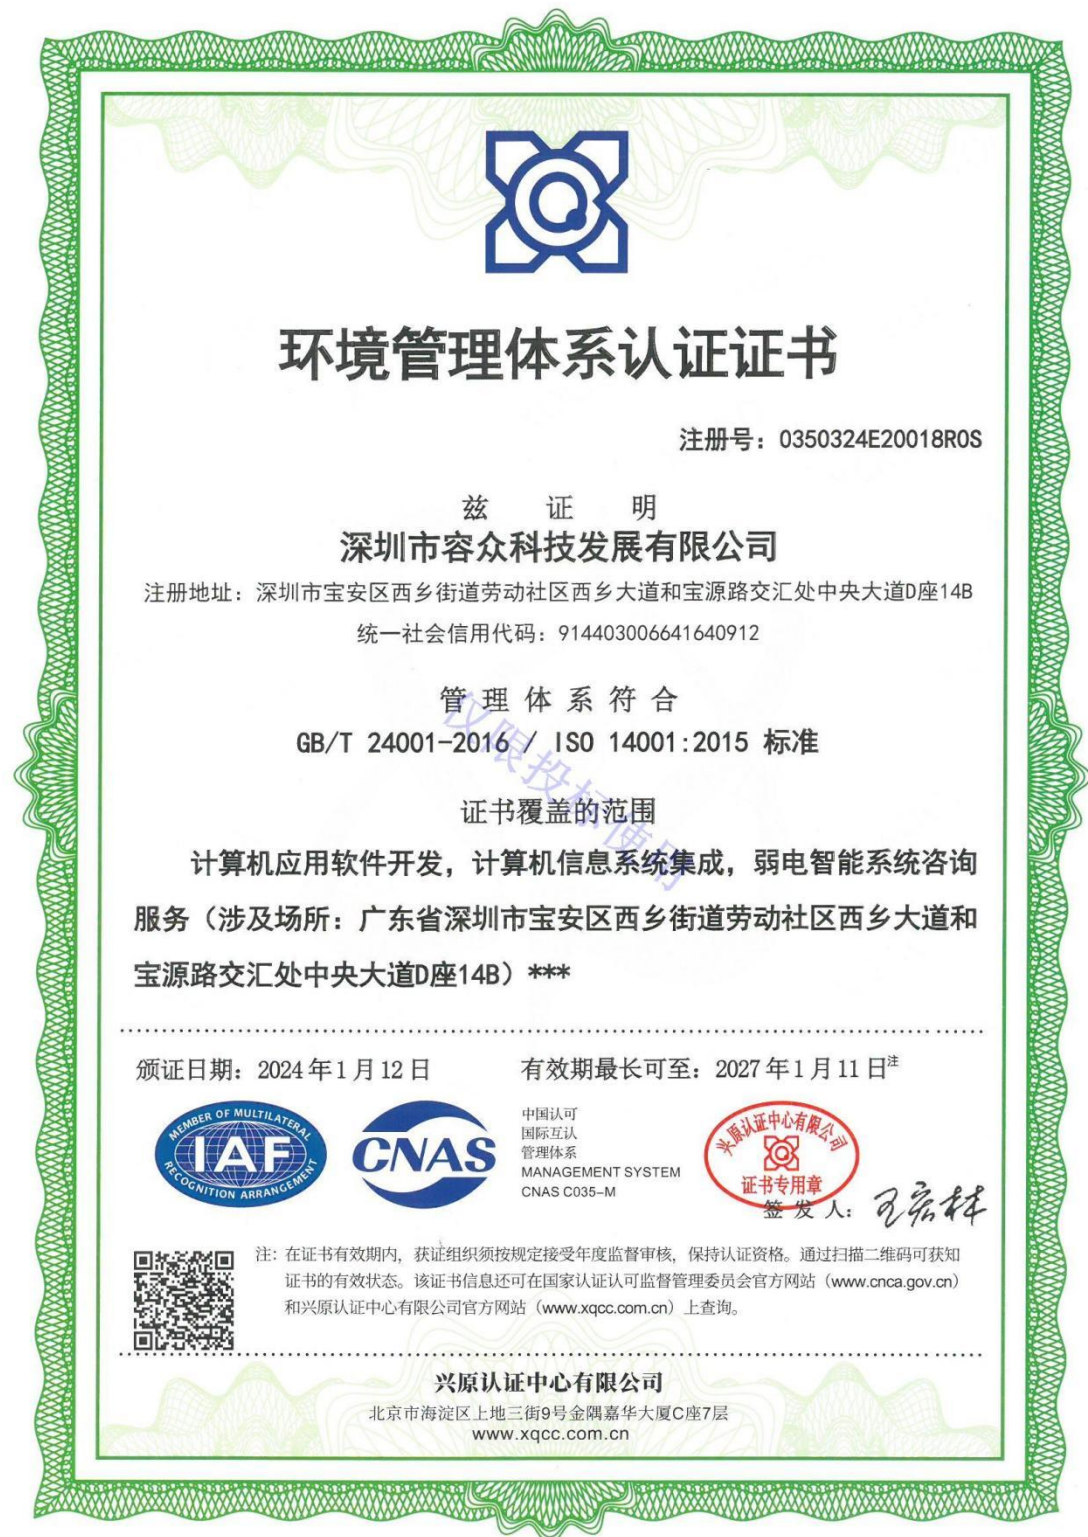 环境管理体系认证证书
注册号：0350324E20018R0S
兹 证 明
深圳市容众科技发展有限公司
注册地址：深圳市宝安区西乡街道劳动社区西乡大道和宝源路交汇处中央大道D座14B
统一社会信用代码：914403006641640912
管 理 体 系 符 合
GB/T 24001-2016 / ISO 14001:2015 标准
仅限投标使用
证书覆盖的范围
计算机应用软件开发，计算机信息系统集成，弱电智能系统咨询
服务（涉及场所：广东省深圳市宝安区西乡街道劳动社区西乡大道和
宝源路交汇处中央大道D座14B）***
颁证日期：2024年1月12日
有效期最长可至：2027年1月11日注
MEMBER OF MULTILATERAL
IAF
RECOGNITION ARRANGEMENT
CNAS
中国认可
国际互认
管理体系
MANAGEMENT SYSTEM
CNAS C035-M
兴原认证中心有限公司
证书专用章
签 发 人：王宏林
注：在证书有效期内，获证组织须按规定接受年度监督审核，保持认证资格。通过扫描二维码可获知
证书的有效状态。该证书信息还可在国家认证认可监督管理委员会官方网站（www.cnca.gov.cn）
和兴原认证中心有限公司官方网站（www.xqcc.com.cn）上查询。
兴原认证中心有限公司
北京市海淀区上地三街9号金隅嘉华大厦C座7层
www.xqcc.com.cn